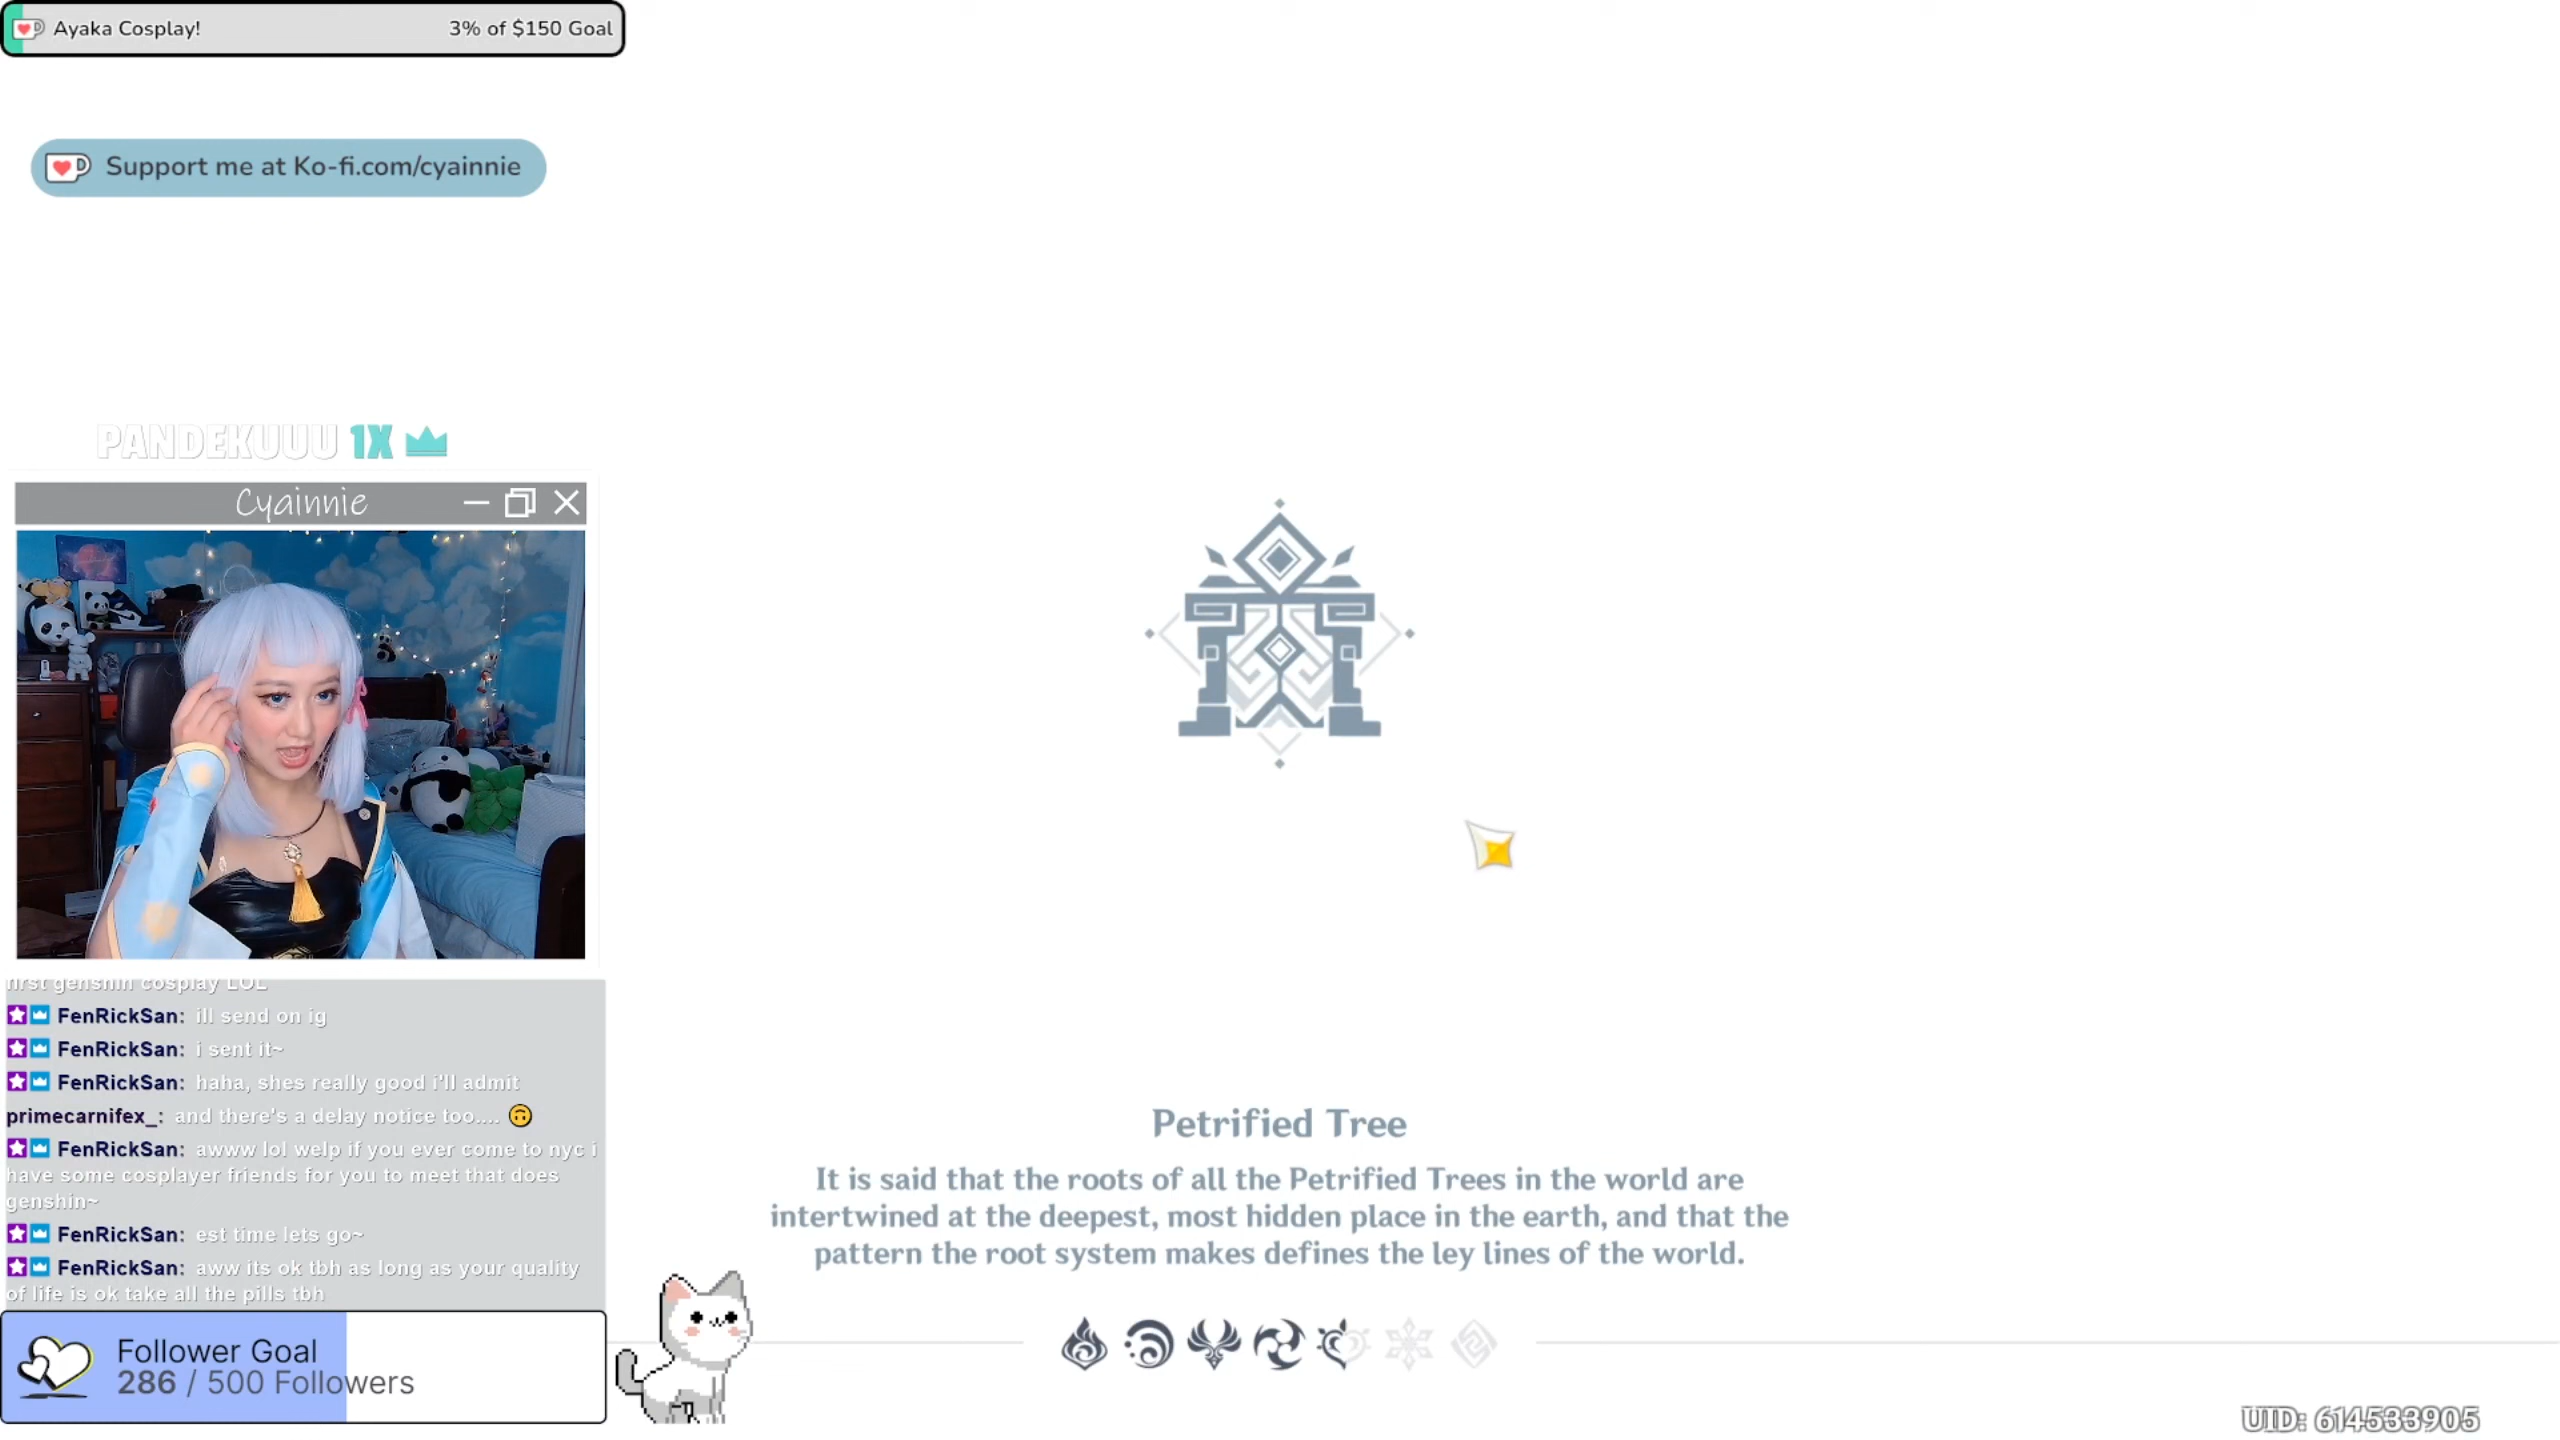 Ayaka Cosplay! 3% of $150 Goal
Support me at Ko-fi.com/cyainnie
PANDEKUUU 1X
Cyainnie
first genshin cosplay LOL
FenRickSan: ill send on ig
FenRickSan: i sent it~
FenRickSan: haha, shes really good i'll admit
primecarnifex_: and there's a delay notice too....
FenRickSan: awww lol welp if you ever come to nyc i
have some cosplayer friends for you to meet that does
genshin~
FenRickSan: est time lets go~
FenRickSan: aww its ok tbh as long as your quality
of life is ok take all the pills tbh
Follower Goal
286 / 500 Followers
Petrified Tree
It is said that the roots of all the Petrified Trees in the world are
intertwined at the deepest, most hidden place in the earth, and that the
pattern the root system makes defines the ley lines of the world.
UID: 614533905